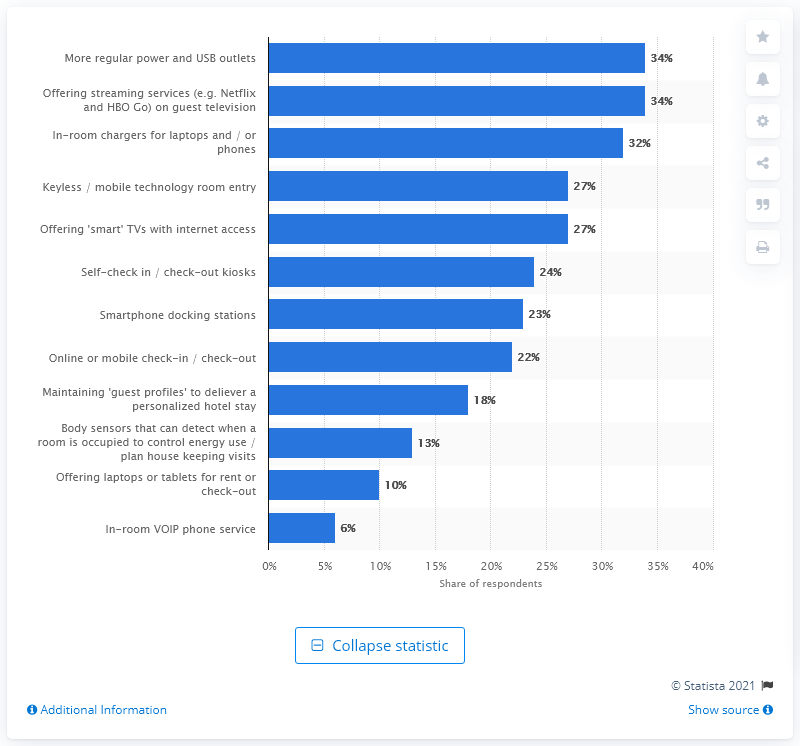 More regular power and USB outlets
34%
Offering streaming services (e.g. Netflix
and HBO Go) on guest television
34%
In-room chargers for laptops and / or
phones
32%
Keyless / mobile technology room entry
27%
Offering 'smart' TVs with internet access
27%
Self-check in / check-out kiosks
24%
Smartphone docking stations
23%
Online or mobile check-in / check-out
22%
Maintaining 'guest profiles' to deliever a
personalized hotel stay
18%
Body sensors that can detect when a
room is occupied to control energy use /
plan house keeping visits
13%
Offering laptops or tablets for rent or
check-out
10%
In-room VOIP phone service
6%
0% 5% 10% 15% 20% 25% 30% 35% 40%
Share of respondents
Collapse statistic
© Statista 2021
Additional Information
Show source